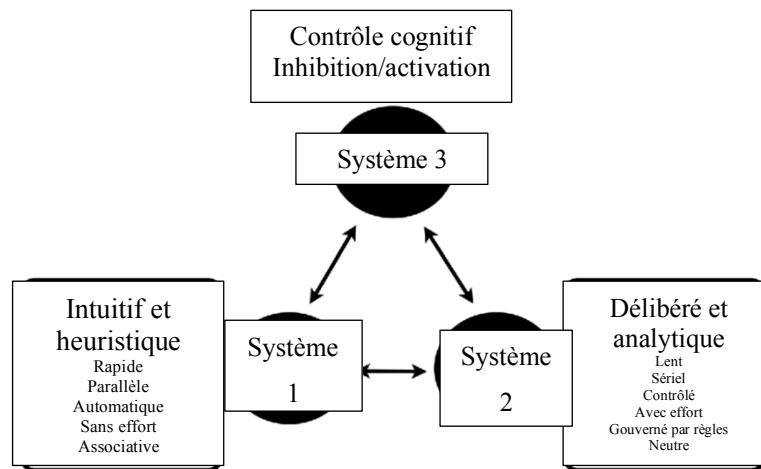 Contrôle cognitif
Inhibition/activation
Système 3
Intuitif et
heuristique
Rapide
Parallèle
Automatique
Sans effort
Associative
Système
1
Système
2
Délibéré et
analytique
Lent
Sériel
Contrôlé
Avec effort
Gouverné par règles
Neutre